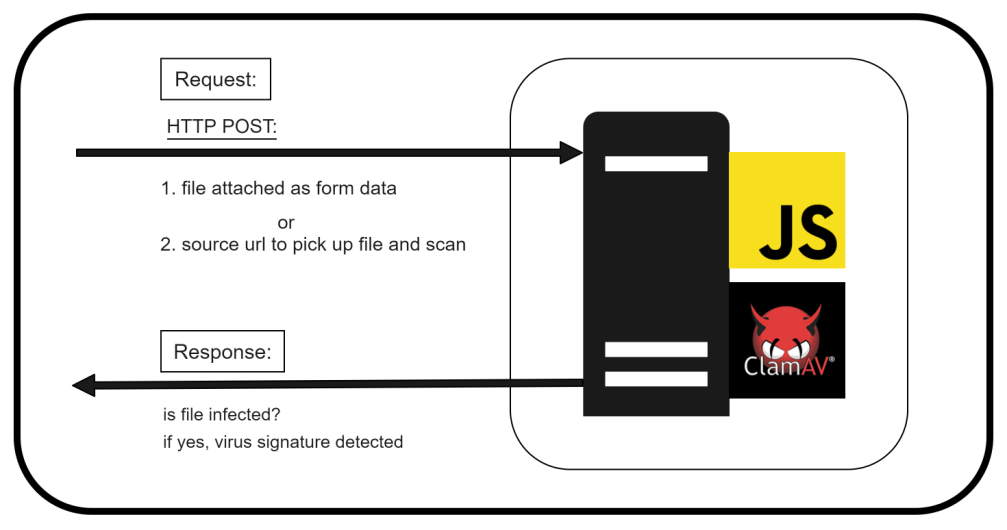 Request:
HTTP POST:
1. file attached as form data
or
2. source url to pick up file and scan
JS
ClamAV®
Response:
is file infected?
if yes, virus signature detected